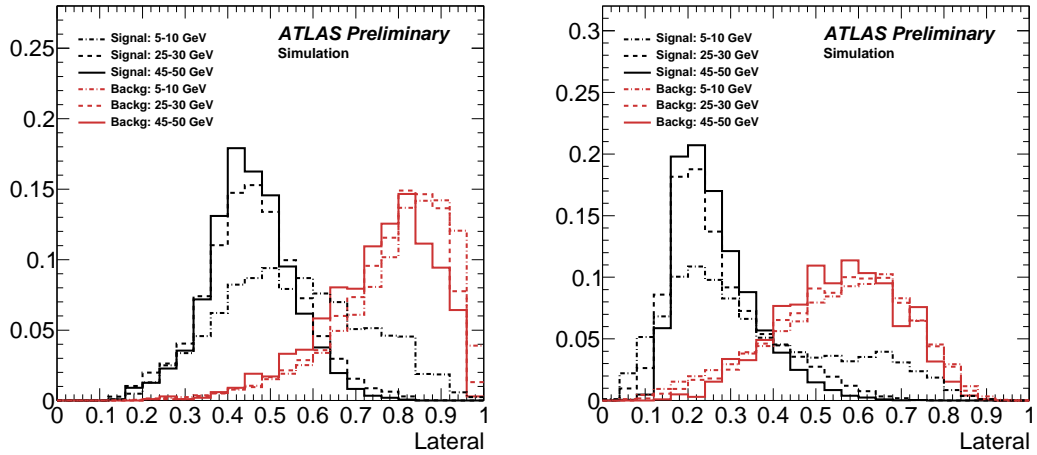 ATLAS Preliminary
Simulation
Signal: 5-10 GeV
Signal: 25-30 GeV
Signal: 45-50 GeV
Backg: 5-10 GeV
Backg: 25-30 GeV
Backg: 45-50 GeV
0.25
0.2
0.15
0.1
0.05
0
0 0.1 0.2 0.3 0.4 0.5 0.6 0.7 0.8 0.9 1
Lateral
ATLAS Preliminary
Simulation
Signal: 5-10 GeV
Signal: 25-30 GeV
Signal: 45-50 GeV
Backg: 5-10 GeV
Backg: 25-30 GeV
Backg: 45-50 GeV
0.3
0.25
0.2
0.15
0.1
0.05
0
0 0.1 0.2 0.3 0.4 0.5 0.6 0.7 0.8 0.9 1
Lateral